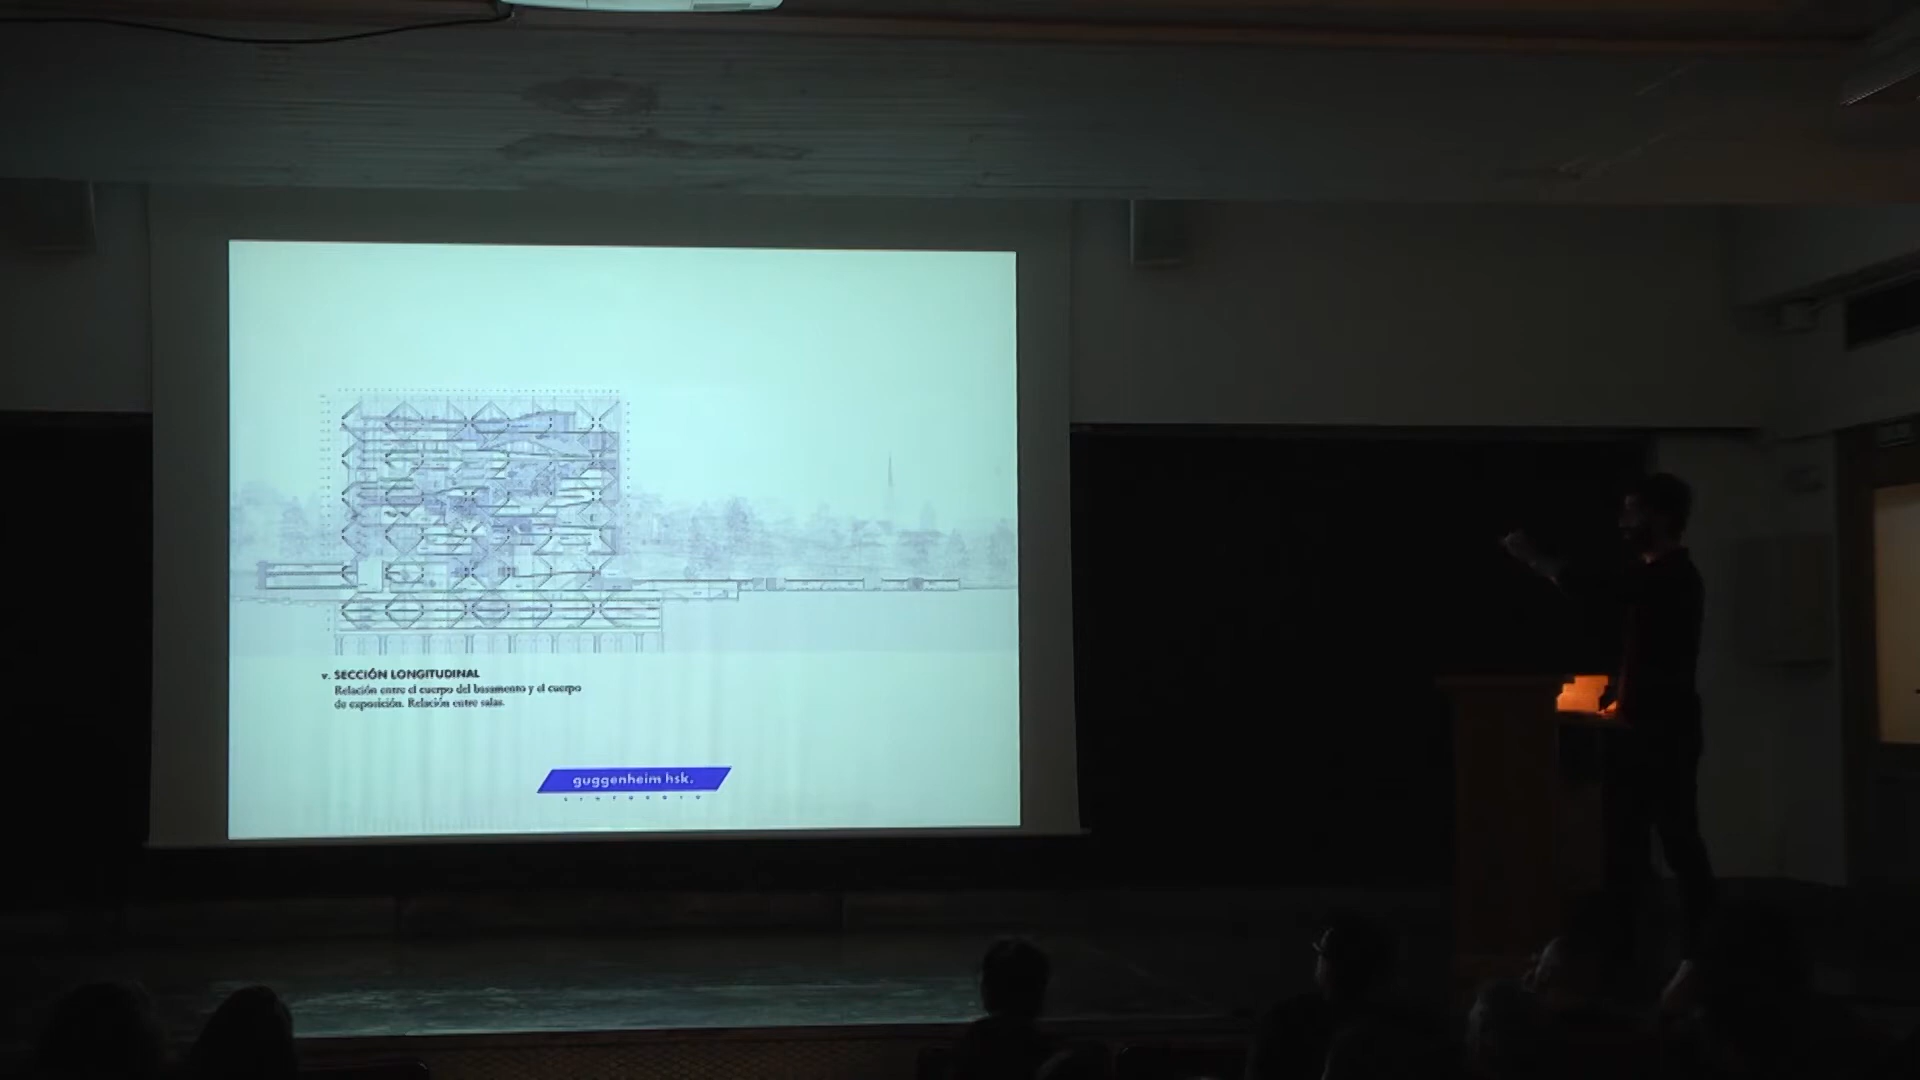 v. SECCIÓN LONGITUDINAL
Relación entre el cuerpo del basamento y el cuerpo
de exposición. Relación entre salas.
guggenheim hsk.